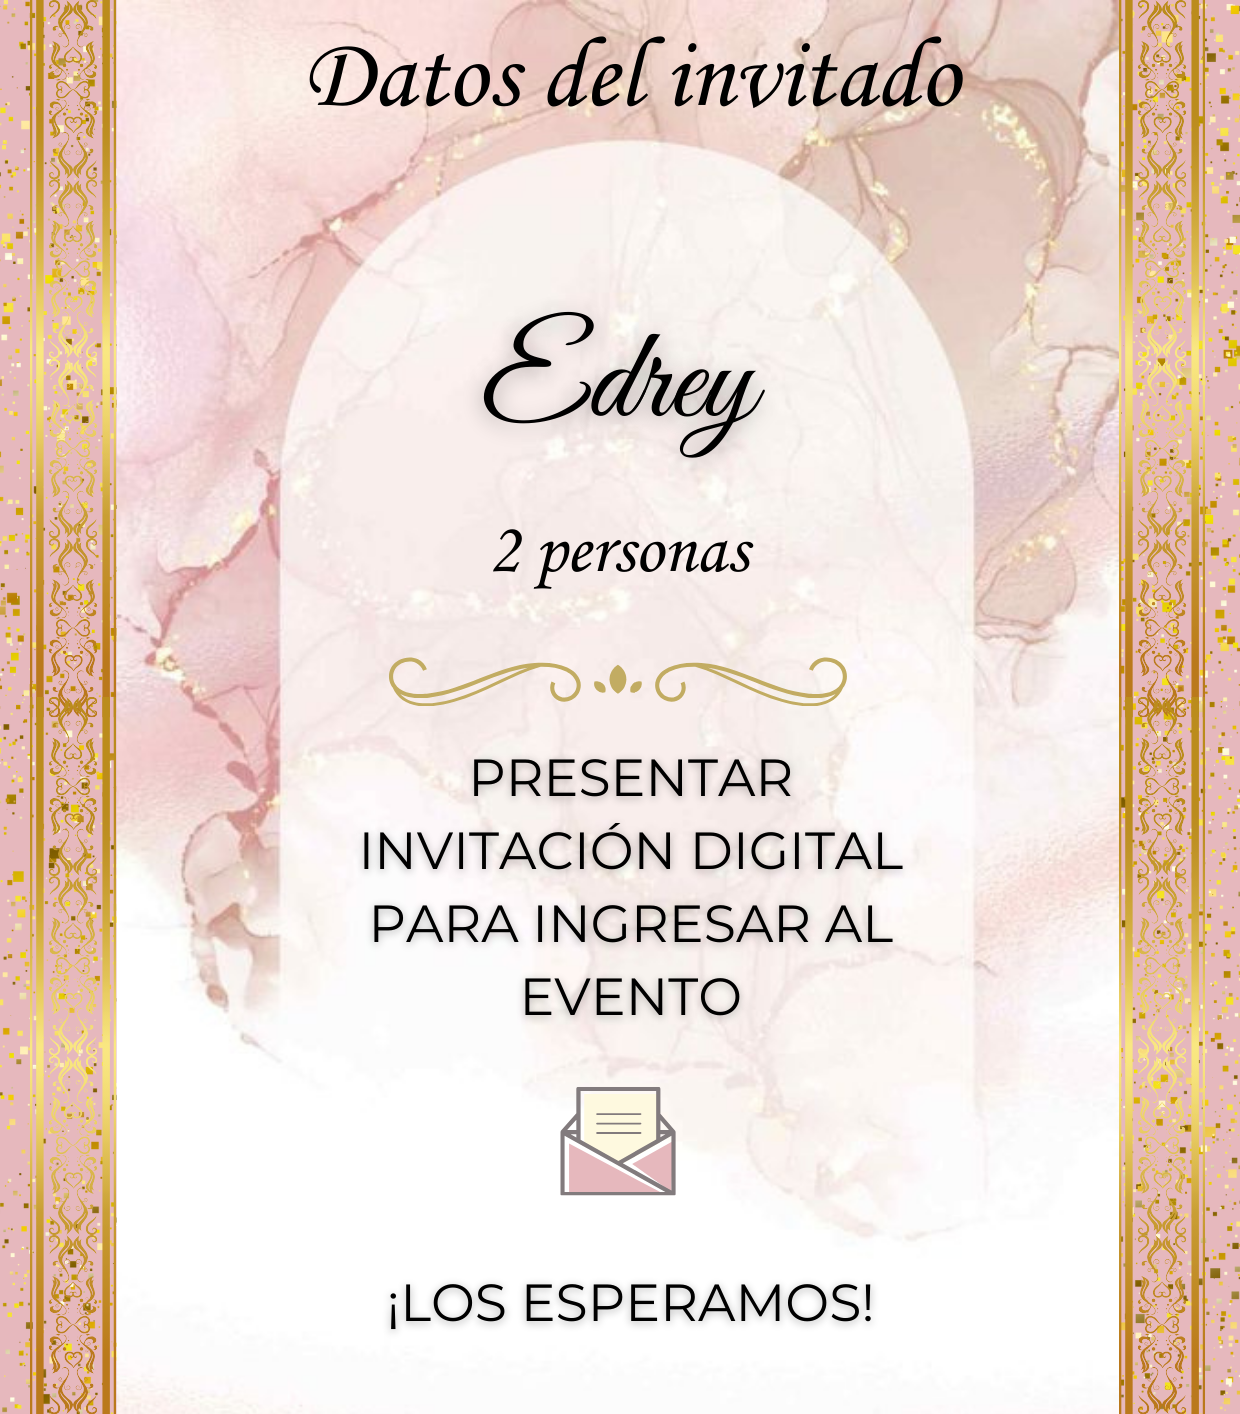 Datos del invitado
Edrey
2 personas
PRESENTAR
INVITACIÓN DIGITAL
PARA INGRESAR AL
EVENTO
¡LOS ESPERAMOS!